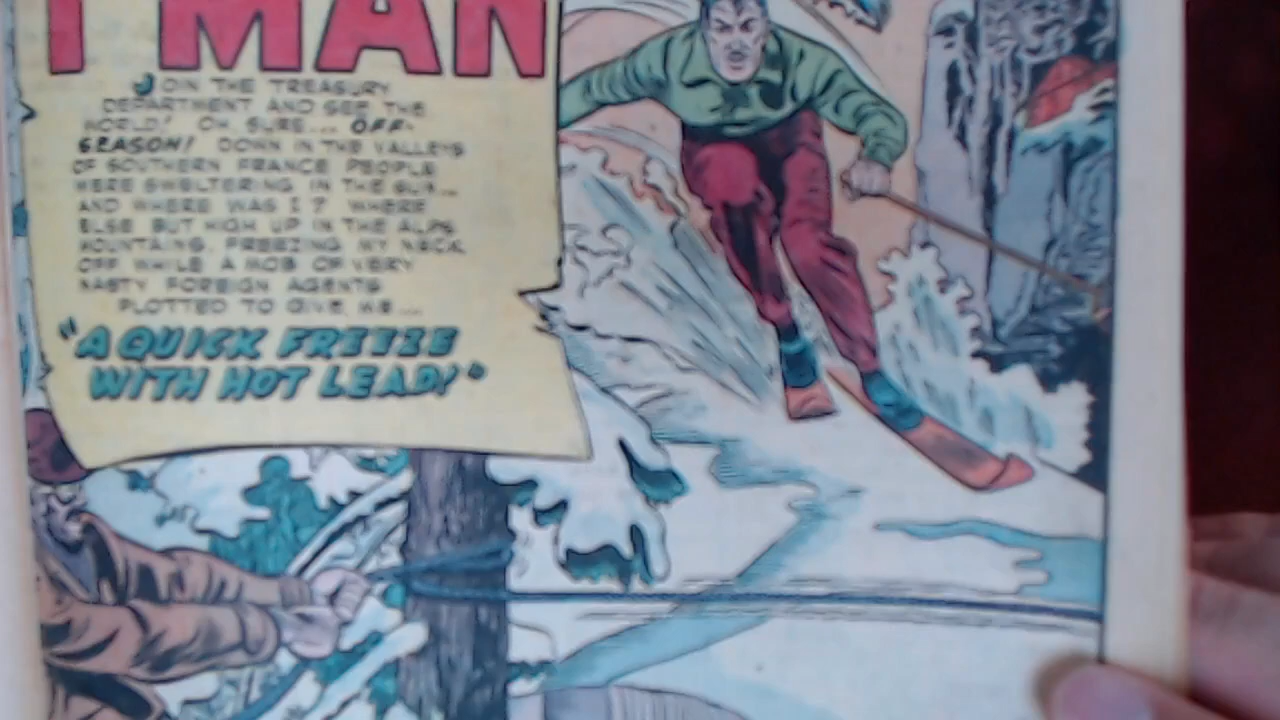 T MAN
JOIN THE TREASURY
DEPARTMENT AND SEE THE
WORLD! OH SURE... OFF-
SEASON! DOWN IN THE VALLEYS
OF SOUTHERN FRANCE PEOPLE
WERE SWELTERING IN THE SUN...
AND WHERE WAS I? WHERE
ELSE BUT HIGH UP IN THE ALPS
MOUNTAINS, FREEZING MY NECK
OFF WHILE A MOB OF VERY
NASTY FOREIGN AGENTS
PLOTTED TO GIVE ME...
"A QUICK FREEZE
WITH HOT LEAD!"